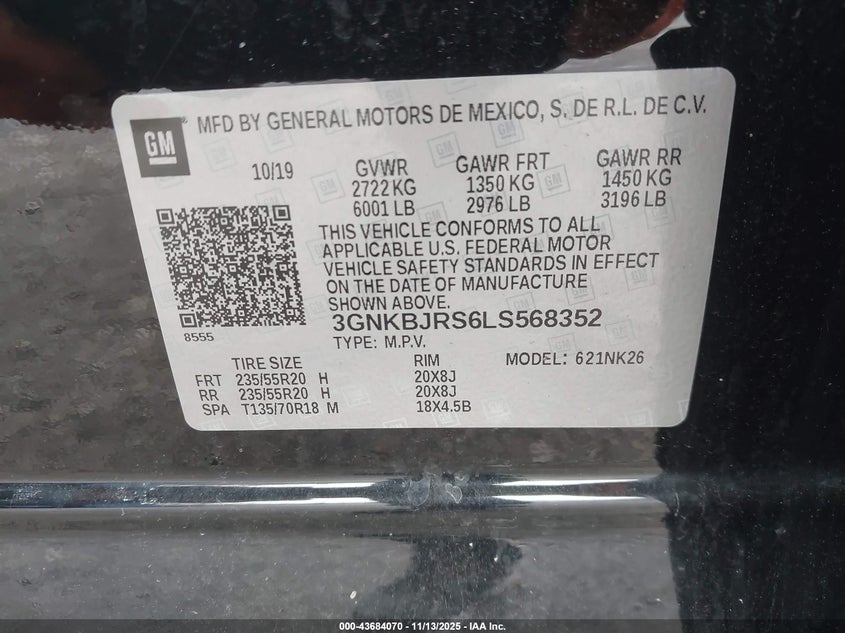 GM
MFD BY GENERAL MOTORS DE MEXICO, S. DE R.L. DE C.V.
10/19 GVWR GAWR FRT GAWR RR
2722 KG 1350 KG 1450 KG
6001 LB 2976 LB 3196 LB
THIS VEHICLE CONFORMS TO ALL
APPLICABLE U.S. FEDERAL MOTOR
VEHICLE SAFETY STANDARDS IN EFFECT
ON THE DATE OF MANUFACTURE
SHOWN ABOVE.
3GNKBJRS6LS568352
8555
TYPE: M.P.V. MODEL: 621NK26
TIRE SIZE RIM
FRT 235/55R20 H 20X8J
RR 235/55R20 H 20X8J
SPA T135/70R18 M 18X4.5B
000-43684070 — 11/13/2025 — IAA Inc.